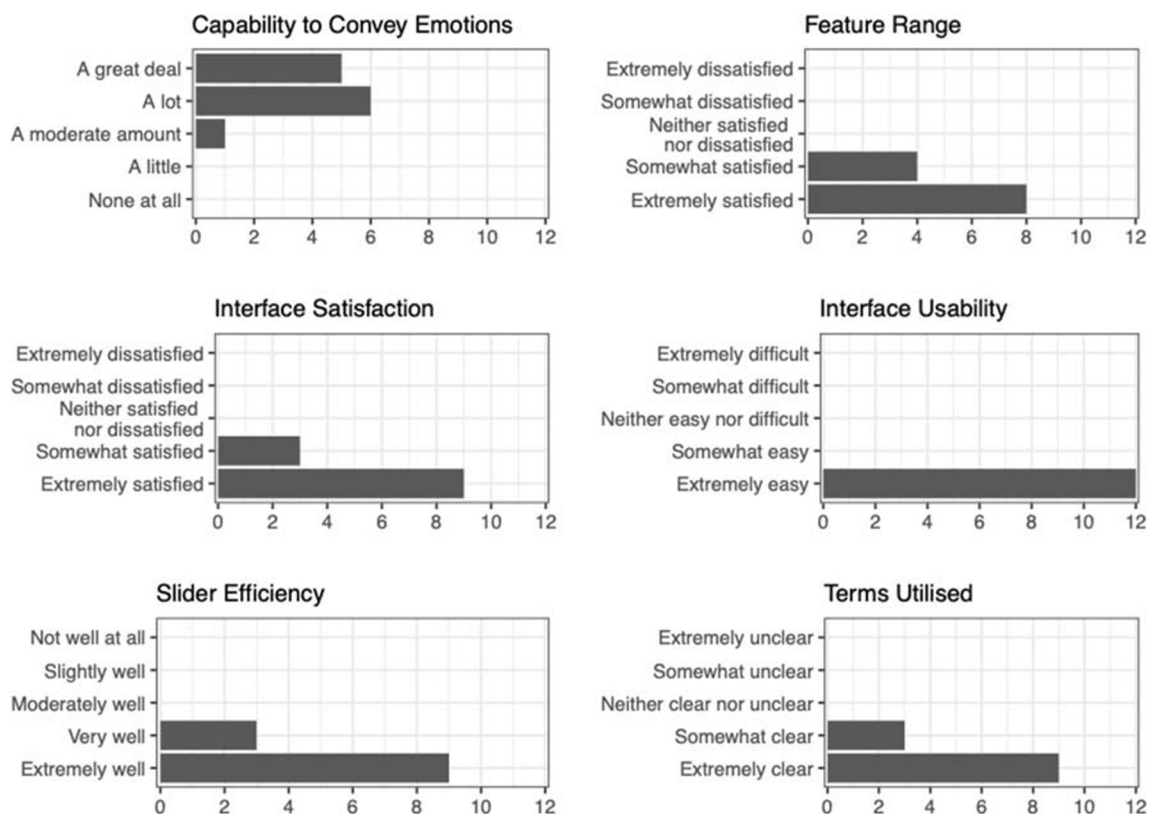 Capability to Convey Emotions
A great deal
A lot
A moderate amount
A little
None at all
0 2 4 6 8 10 12
Feature Range
Extremely dissatisfied
Somewhat dissatisfied
Neither satisfied
nor dissatisfied
Somewhat satisfied
Extremely satisfied
0 2 4 6 8 10 12
Interface Satisfaction
Extremely dissatisfied
Somewhat dissatisfied
Neither satisfied
nor dissatisfied
Somewhat satisfied
Extremely satisfied
0 2 4 6 8 10 12
Interface Usability
Extremely difficult
Somewhat difficult
Neither easy nor difficult
Somewhat easy
Extremely easy
0 2 4 6 8 10 12
Slider Efficiency
Not well at all
Slightly well
Moderately well
Very well
Extremely well
0 2 4 6 8 10 12
Terms Utilised
Extremely unclear
Somewhat unclear
Neither clear nor unclear
Somewhat clear
Extremely clear
0 2 4 6 8 10 12